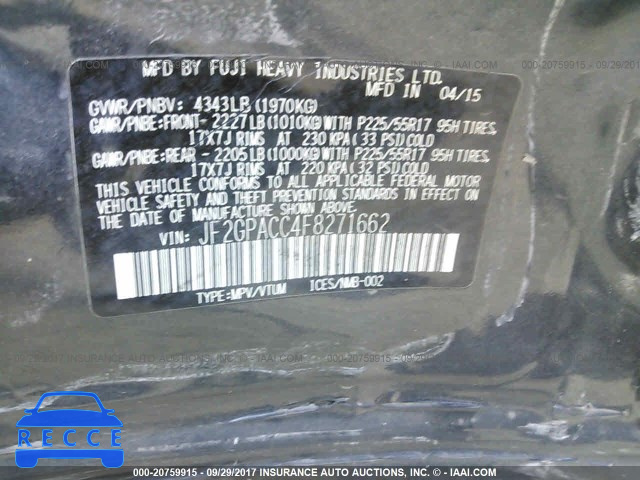 MFD BY FUJI HEAVY INDUSTRIES LTD.
MFD IN 04/15
GVWR/PNBV: 4343LB (1970KG)
GAWR/PNBE:FRONT- 2227LB(1010KG)WITH P225/55R17 95H TIRES,
17X7J RIMS AT 230 KPA (33 PSI)COLD
GAWR/PNBE:REAR - 2205LB(1000KG)WITH P225/55R17 95H TIRES,
17X7J RIMS AT 220 KPA (32 PSI)COLD
THIS VEHICLE CONFORMS TO ALL APPLICABLE FEDERAL MOTOR
VEHICLE SAFETY AND THEFT PREVENTION STANDARDS IN EFFECT ON
THE DATE OF MANUFACTURE SHOWN ABOVE.
VIN: JF2GPACC4F8271662
TYPE:MPV/VTUM ICES/NMB-002
RECCE
000-20759915 - 09/29/2017 INSURANCE AUTO AUCTIONS, INC. - © IAAI.COM